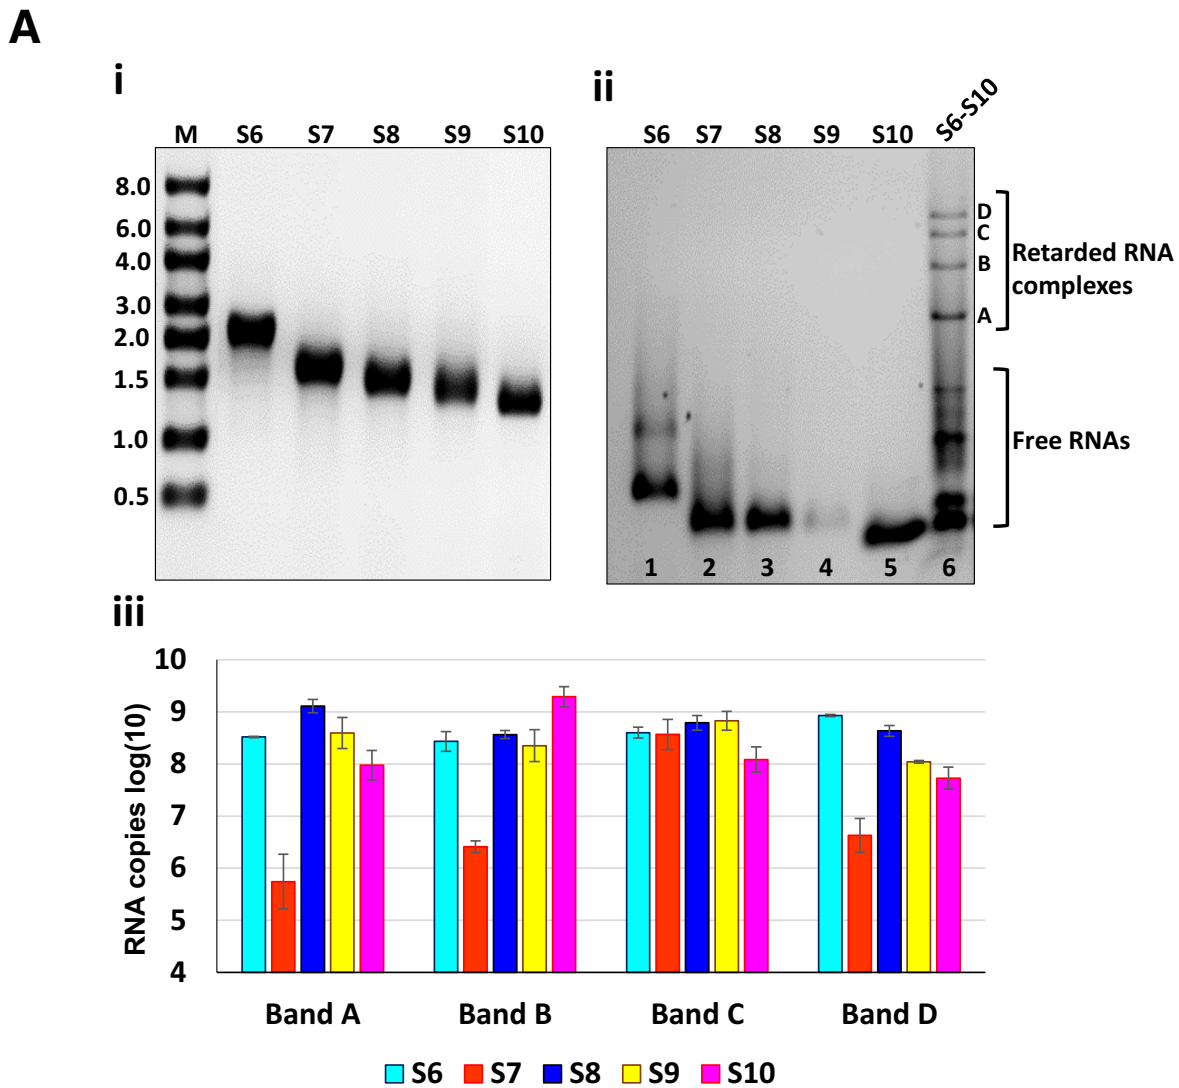 A
i
M S6 S7 S8 S9 S10
8.0
6.0
4.0
3.0
2.0
1.5
1.0
0.5
ii
S6 S7 S8 S9 S10 S6-S10
D
C
B
A
Retarded RNA
complexes
Free RNAs
1 2 3 4 5 6
iii
RNA copies log(10)
10
9
8
7
6
5
4
Band A Band B Band C Band D
S6 S7 S8 S9 S10